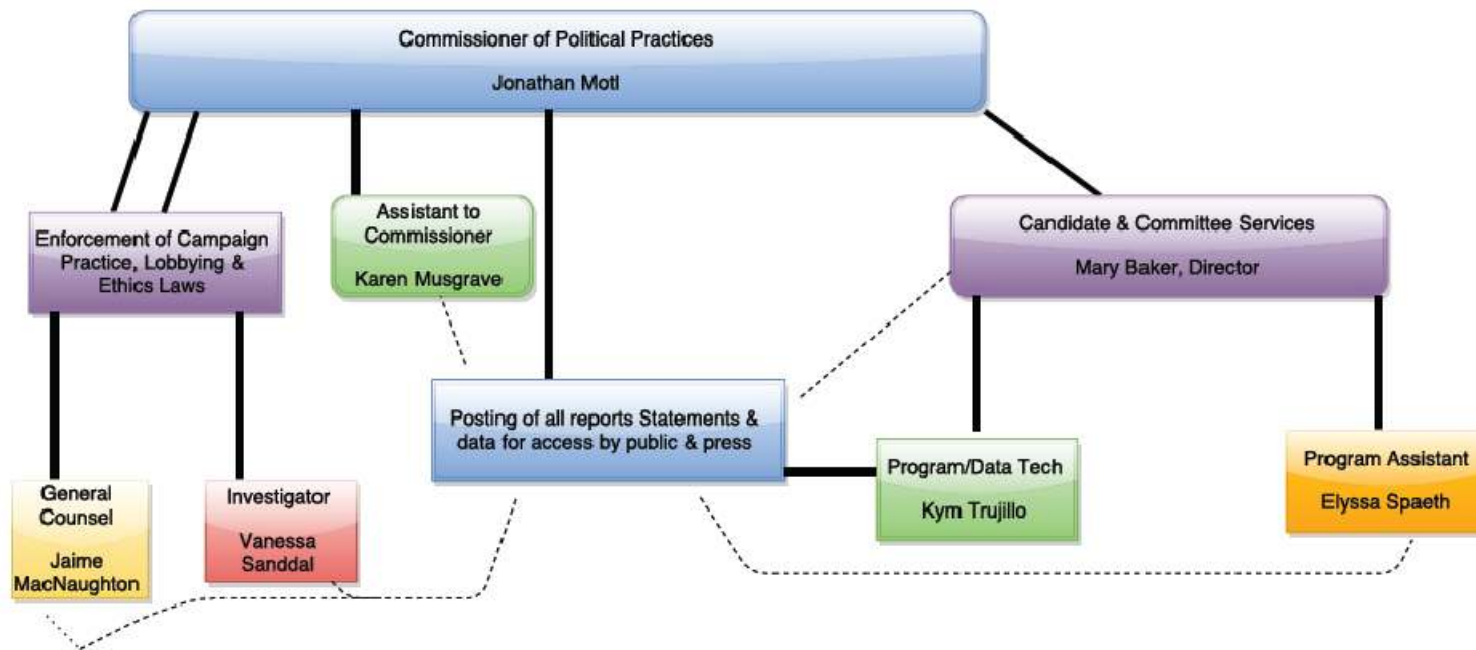 Commissioner of Political Practices
Jonathan Motl
Enforcement of Campaign
Practice, Lobbying &
Ethics Laws
Assistant to
Commissioner
Karen Musgrave
Candidate & Committee Services
Mary Baker, Director
Posting of all reports Statements &
data for access by public & press
General
Counsel
Jaime
MacNaughton
Investigator
Vanessa
Sanddal
Program/Data Tech
Kym Trujillo
Program Assistant
Elyssa Spaeth